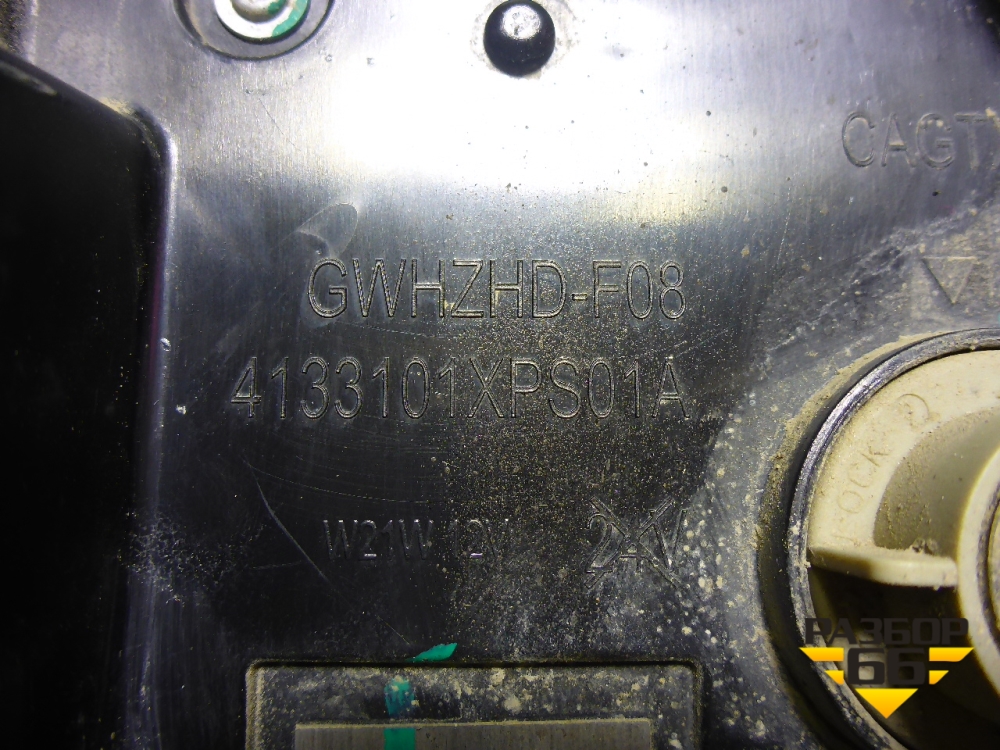 CAGT
GWHZHD-F08
4133101XPS01A
W21W 12V 24V
LOCK
РАЗБОР
66